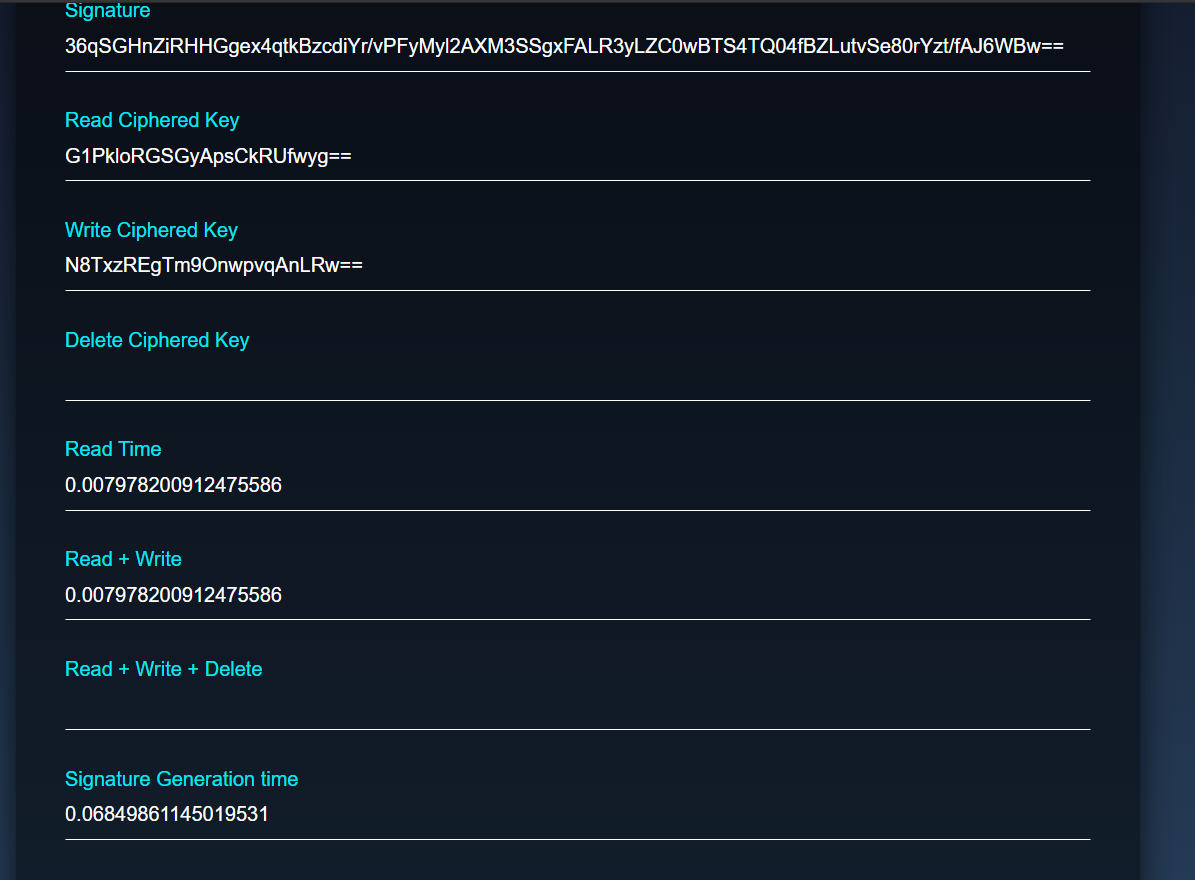 Signature
36qSGHnZiRHHGgex4qtkBzcdiYr/vPFyMyl2AXM3SSgxFALR3yLZC0wBTS4TQ04fBZLutvSe80rYzt/fAJ6WBw==
Read Ciphered Key
G1PkloRGSGyApsCkRUfwyg==
Write Ciphered Key
N8TxzREgTm9OnwpvqAnLRw==
Delete Ciphered Key
Read Time
0.007978200912475586
Read + Write
0.007978200912475586
Read + Write + Delete
Signature Generation time
0.06849861145019531